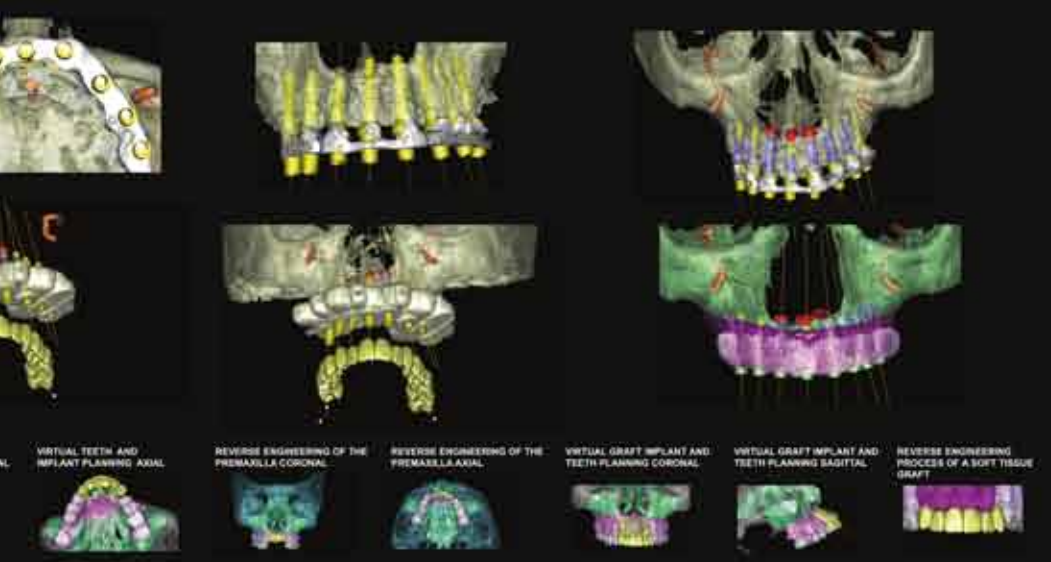 AL
VIRTUAL TEETH AND
IMPLANT PLANNING AXIAL
REVERSE ENGINEERING OF THE
PREMAXILLA CORONAL
REVERSE ENGINEERING OF THE
PREMAXILLA AXIAL
VIRTUAL GRAFT IMPLANT AND
TEETH PLANNING CORONAL
VIRTUAL GRAFT IMPLANT AND
TEETH PLANNING SAGITTAL
REVERSE ENGINEERING
PROCESS OF A SOFT TISSUE
GRAFT